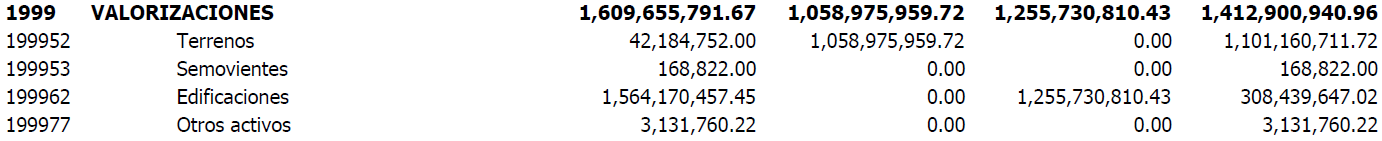 1999 VALORIZACIONES 1,609,655,791.67 1,058,975,959.72 1,255,730,810.43 1,412,900,940.96
199952 Terrenos 42,184,752.00 1,058,975,959.72 0.00 1,101,160,711.72
199953 Semovientes 168,822.00 0.00 0.00 168,822.00
199962 Edificaciones 1,564,170,457.45 0.00 1,255,730,810.43 308,439,647.02
199977 Otros activos 3,131,760.22 0.00 0.00 3,131,760.22